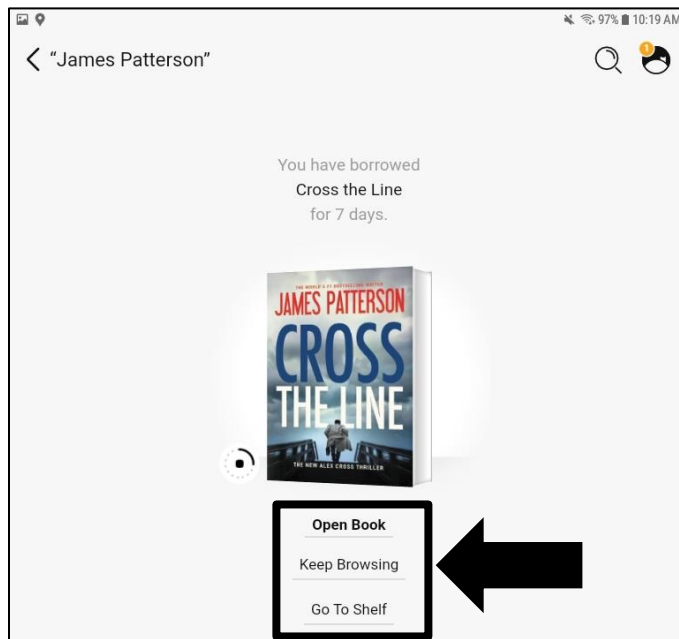 97% 10:19 AM
“James Patterson”
1
You have borrowed
Cross the Line
for 7 days.
THE WORLD'S #1 BESTSELLING WRITER
JAMES PATTERSON
CROSS
THE LINE
THE NEW ALEX CROSS THRILLER
Open Book
Keep Browsing
Go To Shelf